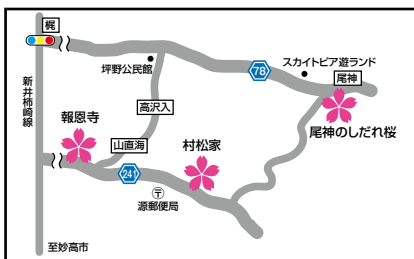 梶
スカイトピア遊ランド
坪野公民館
78
尾神
新井柿崎線
高沢入
報恩寺
尾神のしだれ桜
山直海
村松家
241
〒
源郵便局
至妙高市